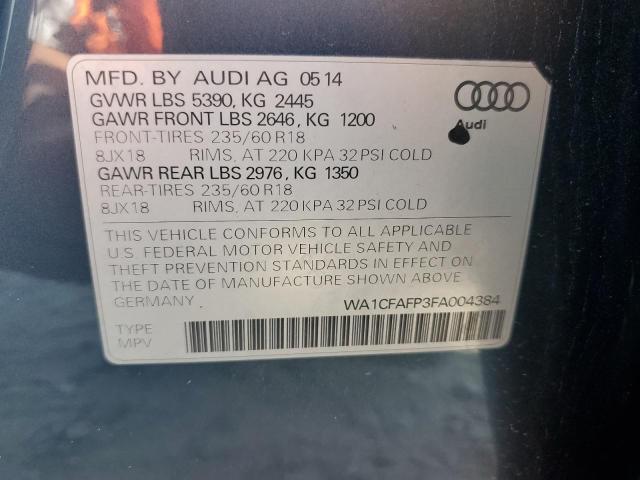 MFD. BY AUDI AG 05 14
GVWR LBS 5390, KG 2445
GAWR FRONT LBS 2646, KG 1200
FRONT-TIRES 235/60 R18
8JX18 RIMS, AT 220 KPA 32 PSI COLD
GAWR REAR LBS 2976, KG 1350
REAR-TIRES 235/60 R18
8JX18 RIMS, AT 220 KPA 32 PSI COLD
Audi
THIS VEHICLE CONFORMS TO ALL APPLICABLE
U.S. FEDERAL MOTOR VEHICLE SAFETY AND
THEFT PREVENTION STANDARDS IN EFFECT ON
THE DATE OF MANUFACTURE SHOWN ABOVE.
GERMANY WA1CFAFP3FA004384
TYPE
MPV